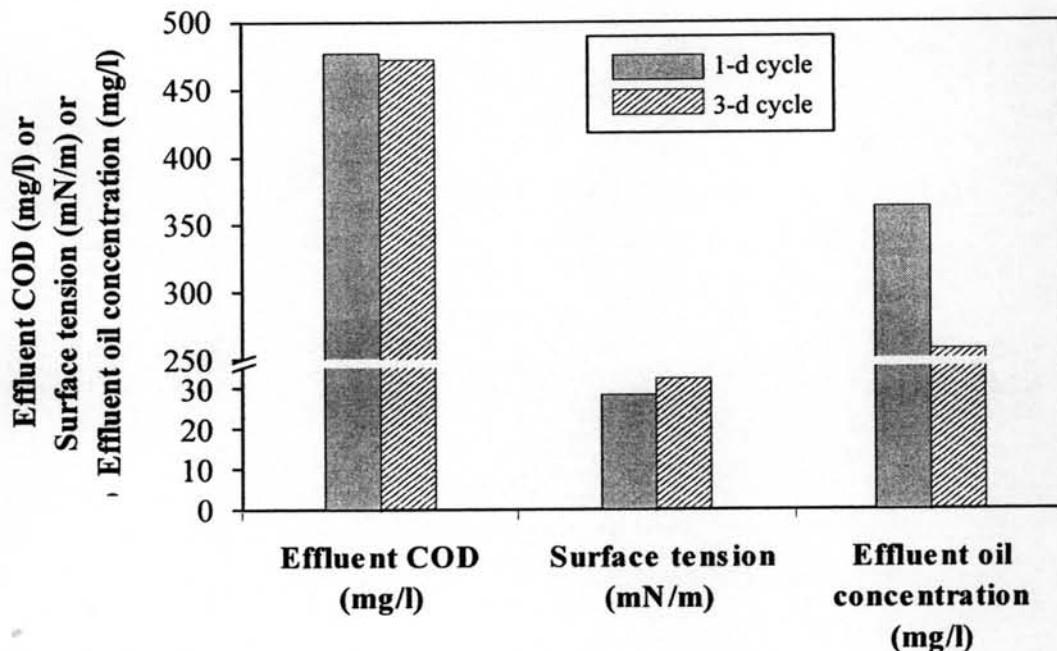 Effluent COD (mg/l) or
Surface tension (mN/m) or
Effluent oil concentration (mg/l)
500
450
400
350
300
250
30
20
10
0
1-d cycle
3-d cycle
Effluent COD
(mg/l)
Surface tension
(mN/m)
Effluent oil
concentration
(mg/l)